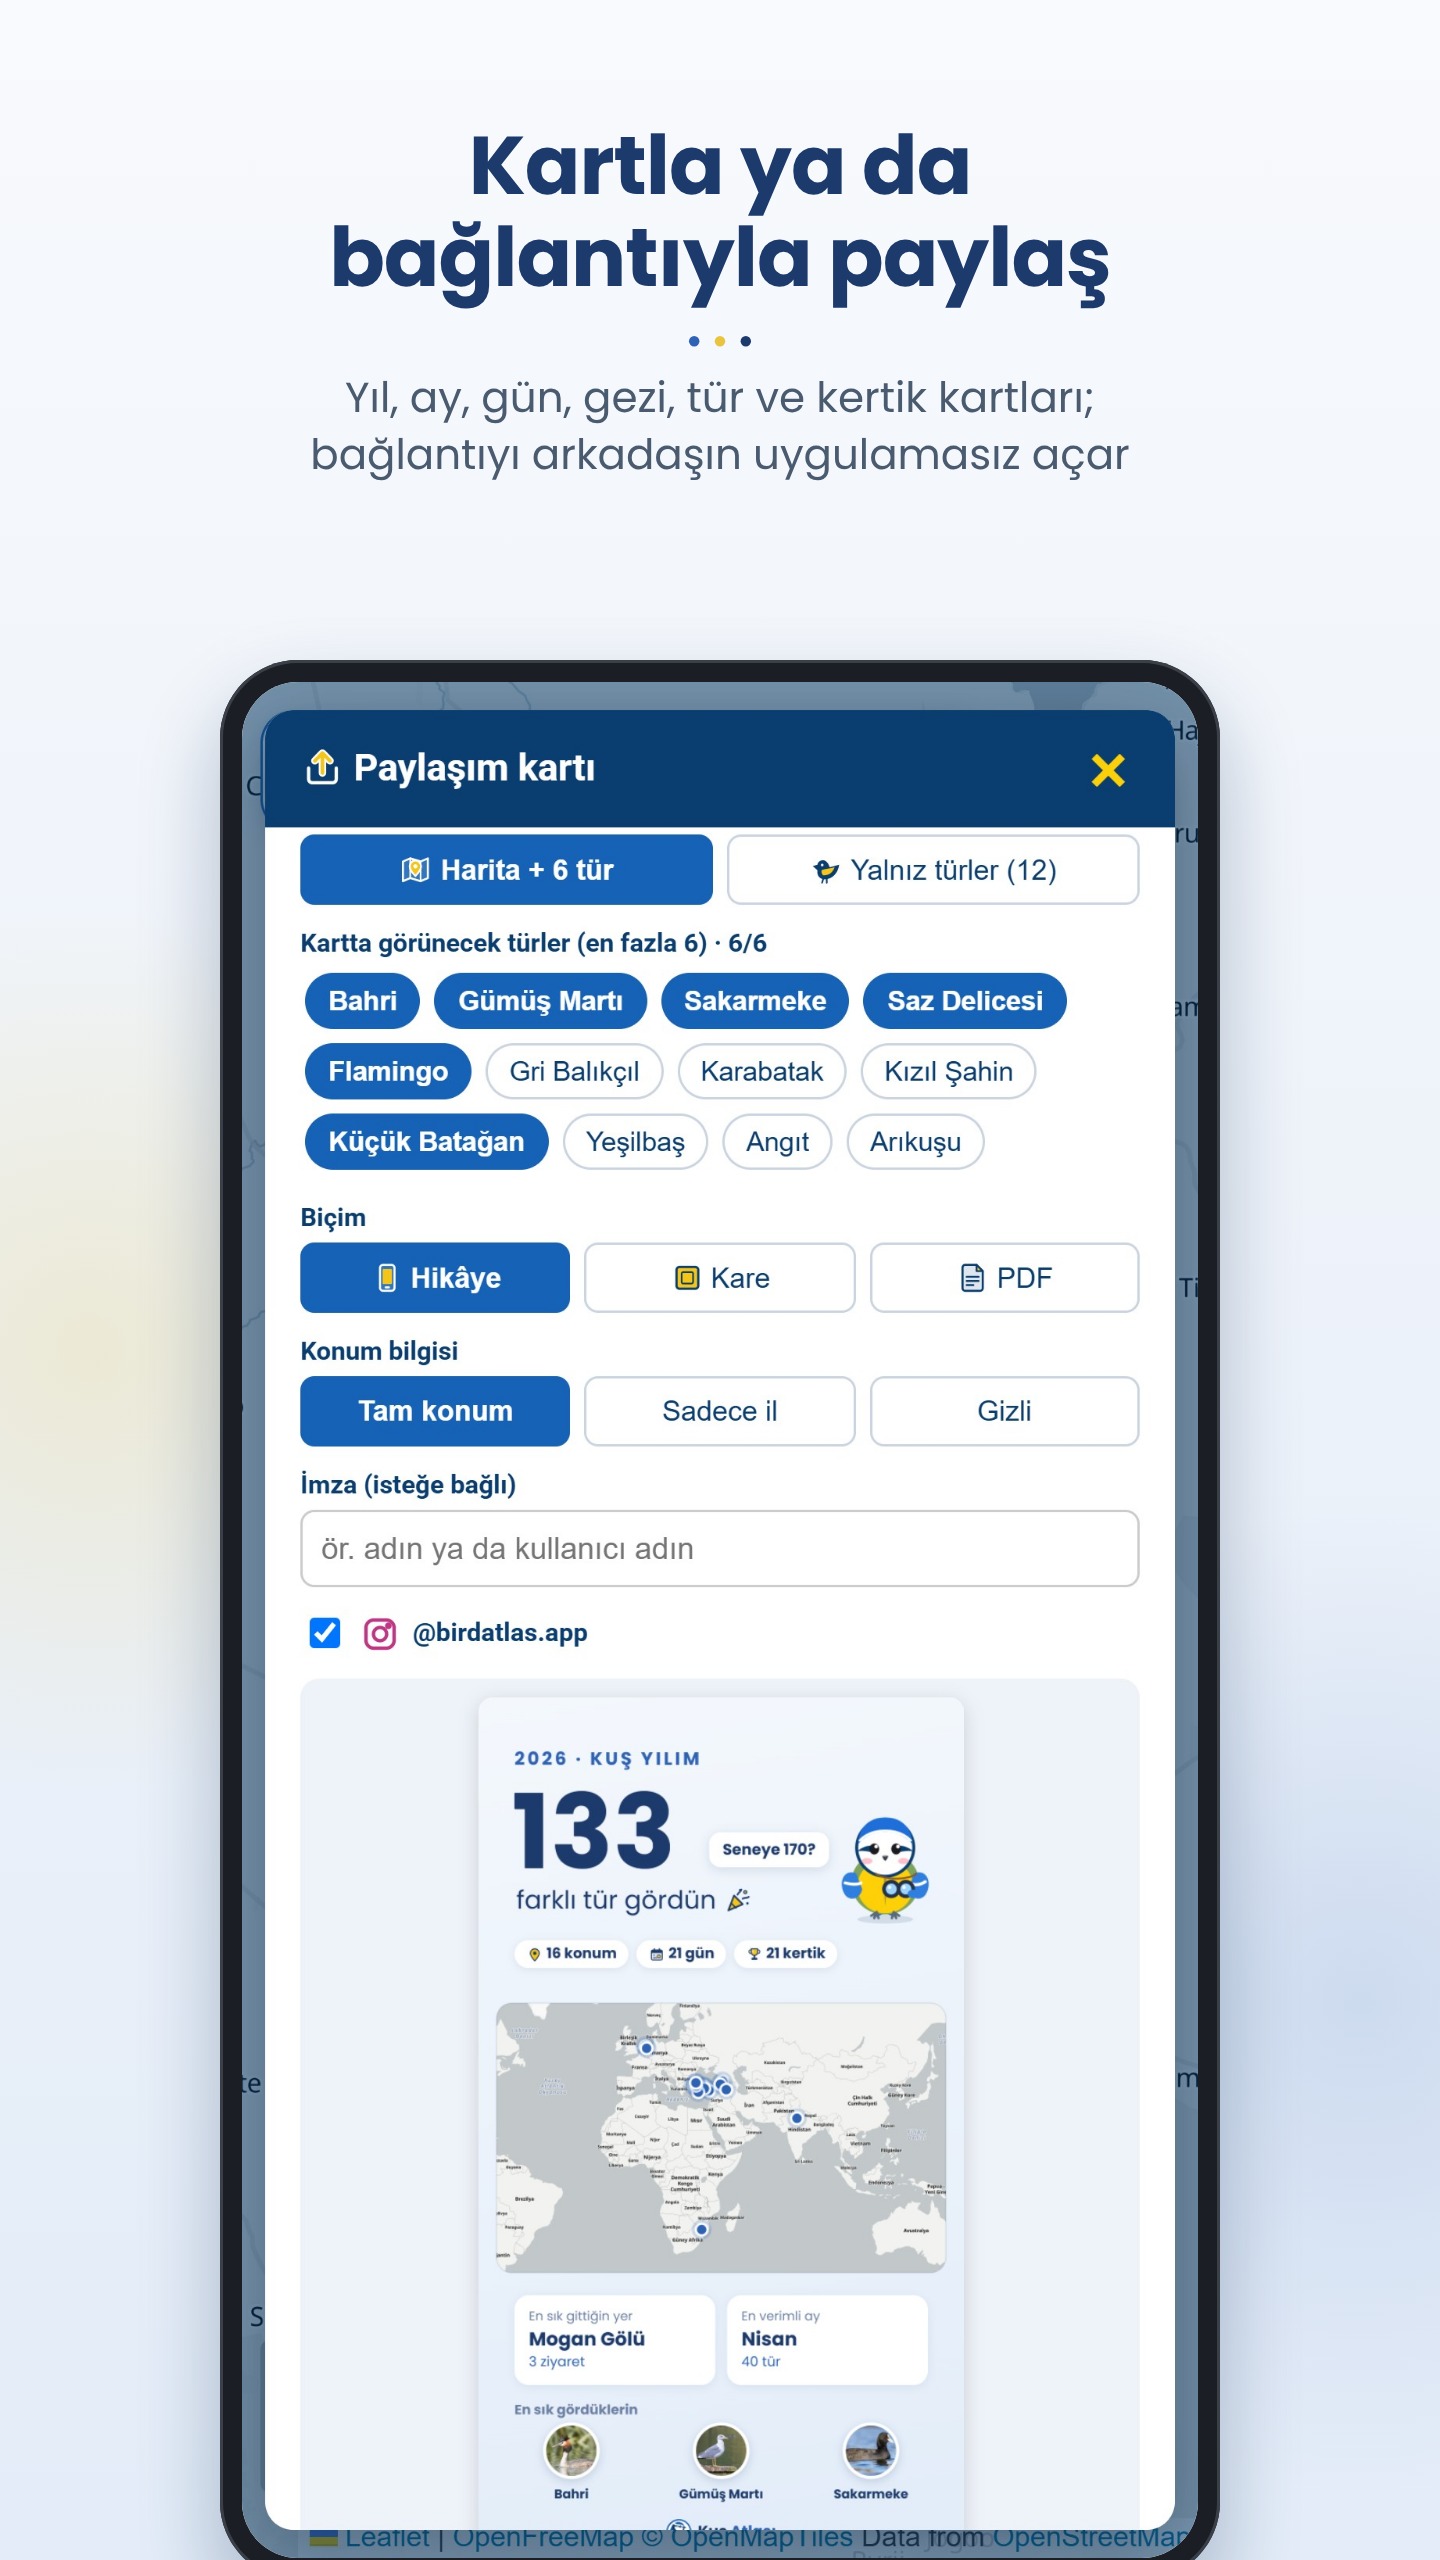 Kartla ya da
bağlantıyla paylaş
Yıl, ay, gün, gezi, tür ve kertik kartları;
bağlantıyı arkadaşın uygulamasız açar
Paylaşım kartı
Harita + 6 tür
Yalnız türler (12)
Kartta görünecek türler (en fazla 6) · 6/6
Bahri Gümüş Martı Sakarmeke Saz Delicesi
Flamingo Gri Balıkçıl Karabatak Kızıl Şahin
Küçük Batağan Yeşilbaş Angıt Arıkuşu
Biçim
Hikâye Kare PDF
Konum bilgisi
Tam konum Sadece il Gizli
İmza (isteğe bağlı)
ör. adın ya da kullanıcı adın
@birdatlas.app
2026 · KUŞ YILIM
133
Seneye 170?
farklı tür gördün
16 konum 21 gün 21 kertik
En sık gittiğin yer
Mogan Gölü
3 ziyaret
En verimli ay
Nisan
40 tür
En sık gördüklerin
Bahri Gümüş Martı Sakarmeke
Leaflet | OpenFreeMap © OpenMapTiles Data from OpenStreetMap